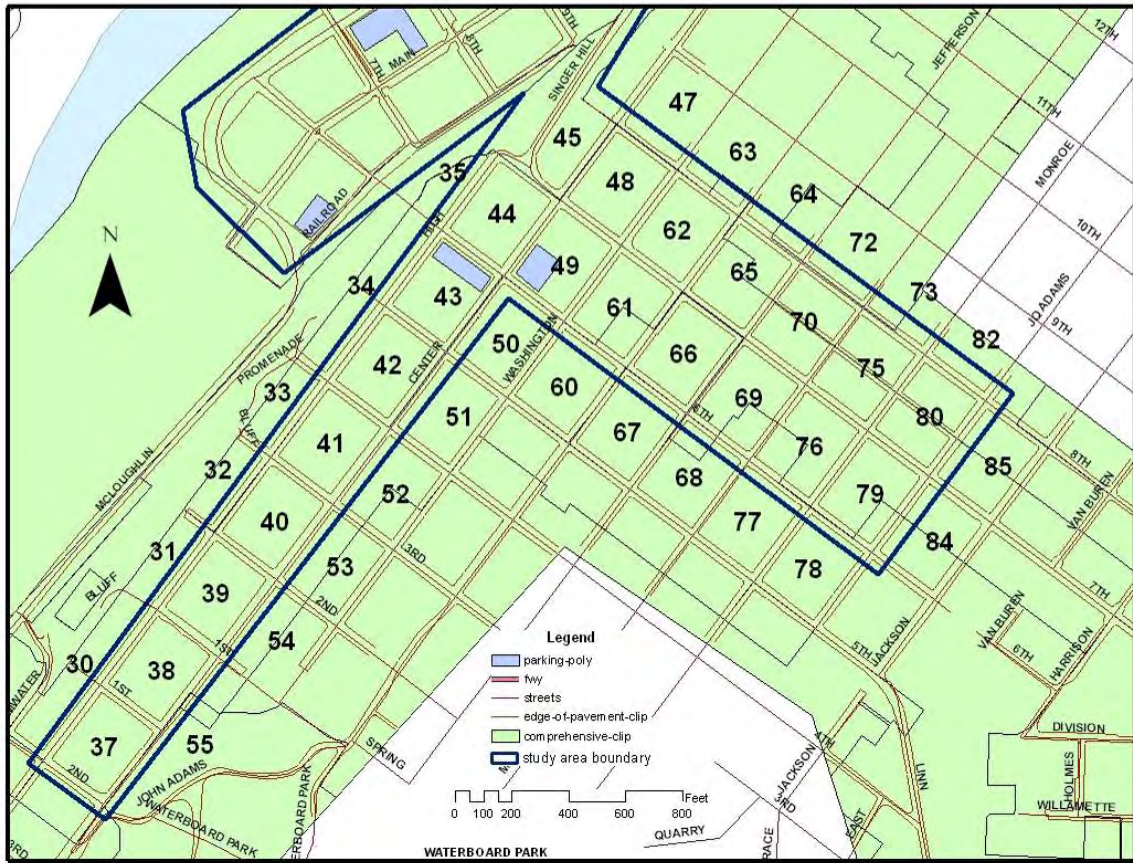 9TH
12TH
JEFFERSON
8TH
MAIN
7TH
SINGER HILL
47
11TH
45
63
MONROE
35
48
64
RAILROAD
44
HIGH
62
72
10TH
N
49
65
73
JQ ADAMS
34
43
61
70
82
9TH
50
WASHINGTON
PROMENADE
42
CENTER
66
75
33
60
69
6TH
80
BLUFF
41
51
67
76
8TH
MCLOUGHLIN
32
52
68
79
85
VAN BUREN
40
3RD
77
84
31
53
78
7TH
BLUFF
39
2ND
54
VAN BUREN
1ST
5TH
JACKSON
6TH
HARRISON
30
38
1ST
37
2ND
55
JOHN ADAMS
WATERBOARD PARK
SPRING
4TH
JACKSON
3RD
LINN
DIVISION
HOLMES
WILLAMETTE
EAST
QUARRY
3RD
WATERBOARD PARK
Legend
parking-poly
fwy
streets
edge-of-pavement-clip
comprehensive-clip
study area boundary
Feet
0 100 200 400 600 800